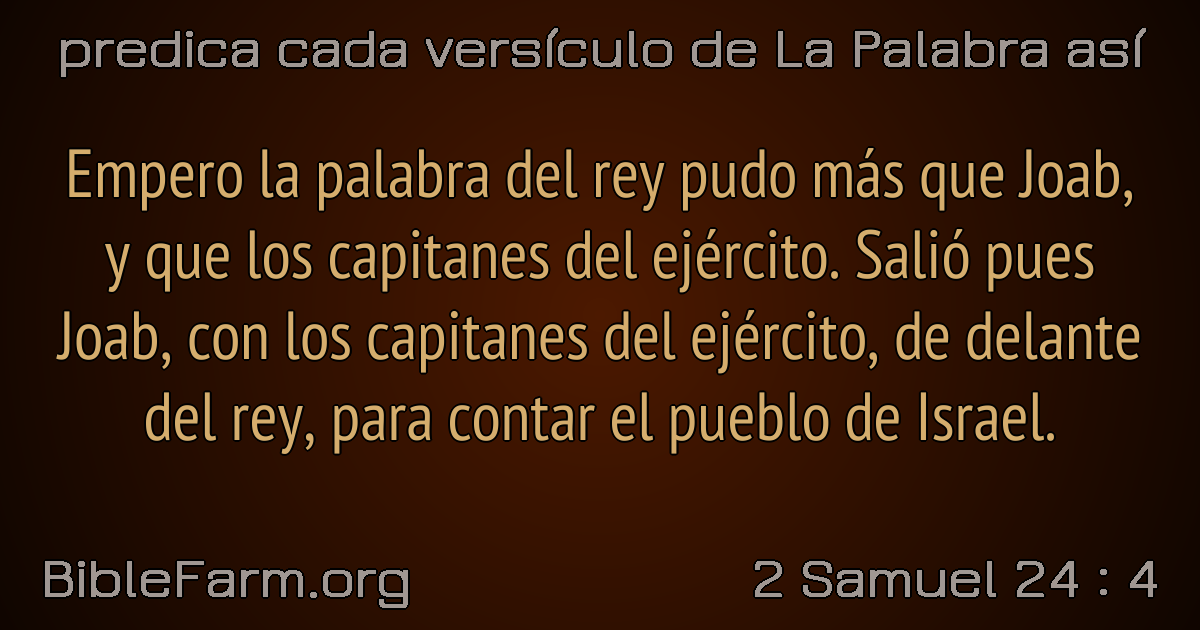 predica cada versículo de La Palabra así
Empero la palabra del rey pudo más que Joab,
y que los capitanes del ejército. Salió pues
Joab, con los capitanes del ejército, de delante
del rey, para contar el pueblo de Israel.
BibleFarm.org
2 Samuel 24 : 4